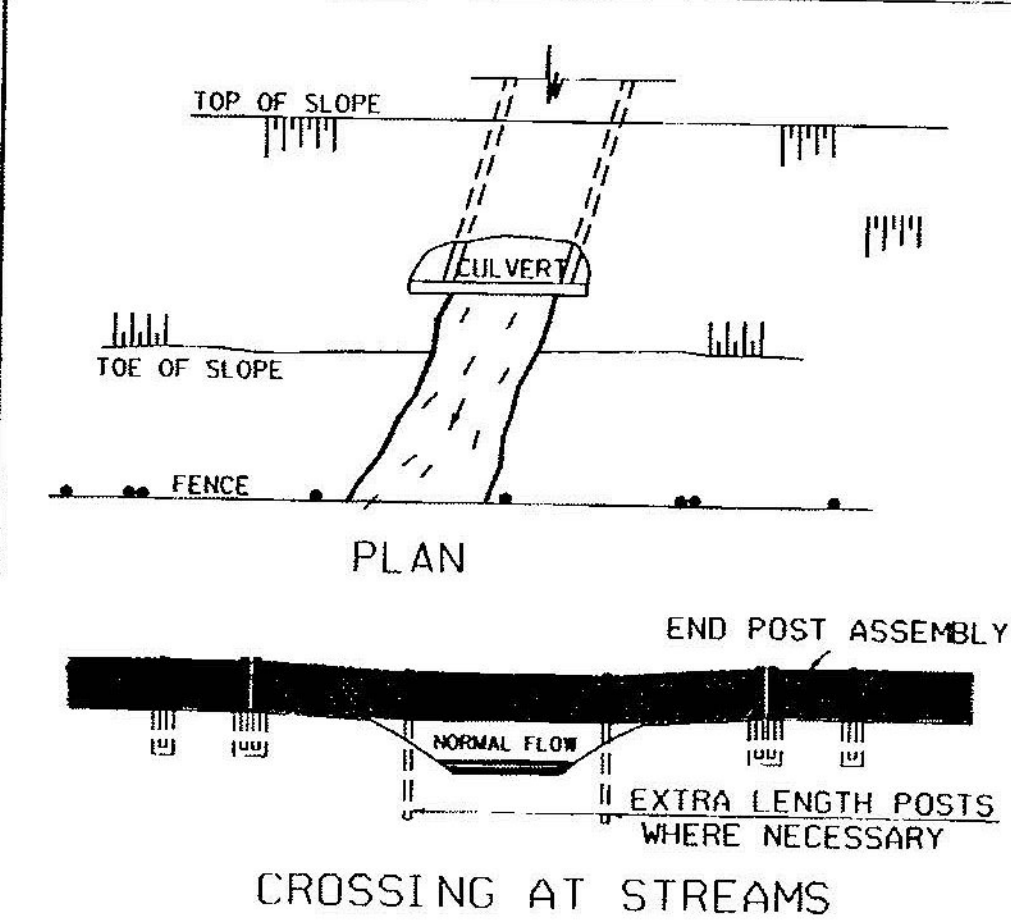 TOP OF SLOPE
CULVERT
TOE OF SLOPE
FENCE
PLAN
END POST ASSEMBLY
NORMAL FLOW
EXTRA LENGTH POSTS
WHERE NECESSARY
CROSSING AT STREAMS